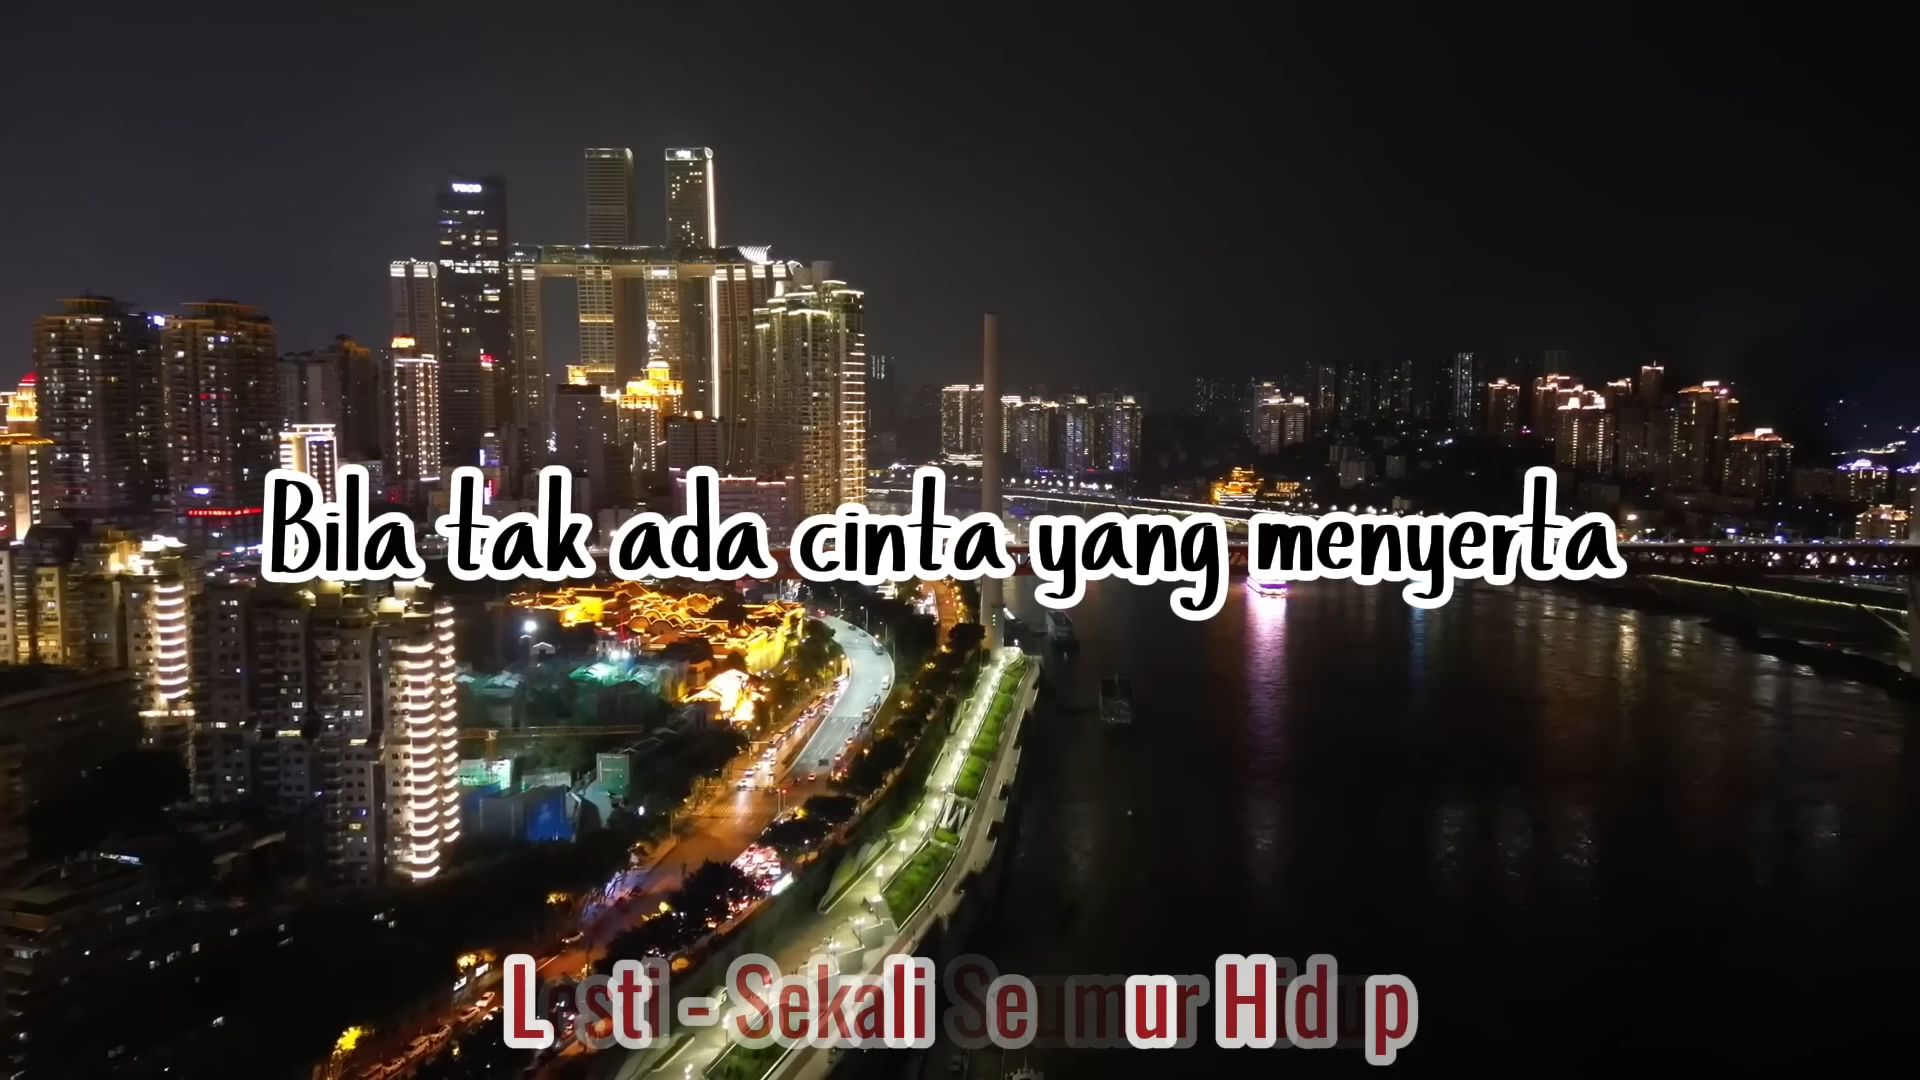 Bila tak ada cinta yang menyerta
Lesti - Sekali Seumur Hidup